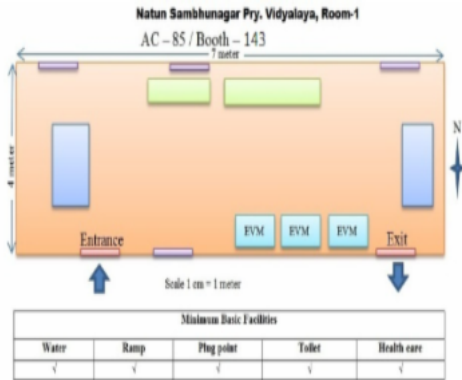 Natun Sambhunagar Pry. Vidyalaya, Room-1
AC – 85 / Booth – 143
7 meter
4 meter
N
EVM EVM EVM
Entrance Exit
Scale 1 cm = 1 meter
Minimum Basic Facilities
Water Ramp Plug point Toilet Health care
√ √ √ √ √